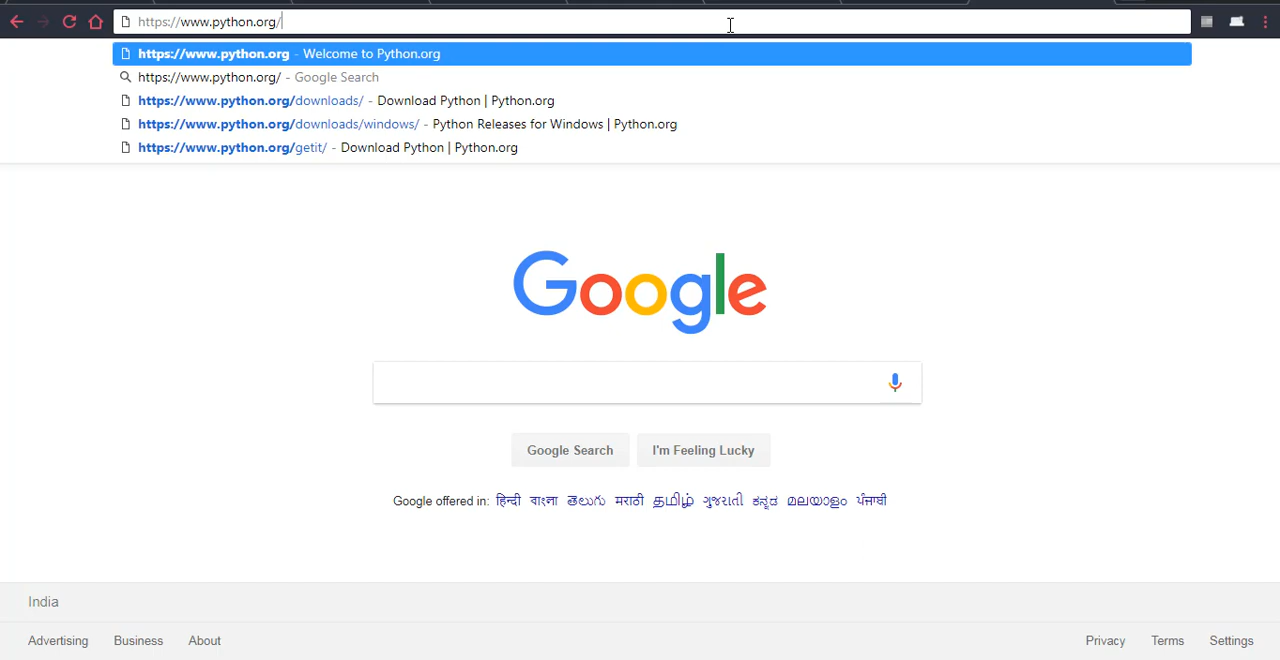 https://www.python.org/
https://www.python.org - Welcome to Python.org
https://www.python.org/ - Google Search
https://www.python.org/downloads/ - Download Python | Python.org
https://www.python.org/downloads/windows/ - Python Releases for Windows | Python.org
https://www.python.org/getit/ - Download Python | Python.org
Google
Google Search I'm Feeling Lucky
Google offered in: हिन्दी বাংলা తెలుగు मराठी தமிழ் ગુજરાતી ಕನ್ನಡ മലയാളം ਪੰਜਾਬੀ
India
Advertising Business About Privacy Terms Settings